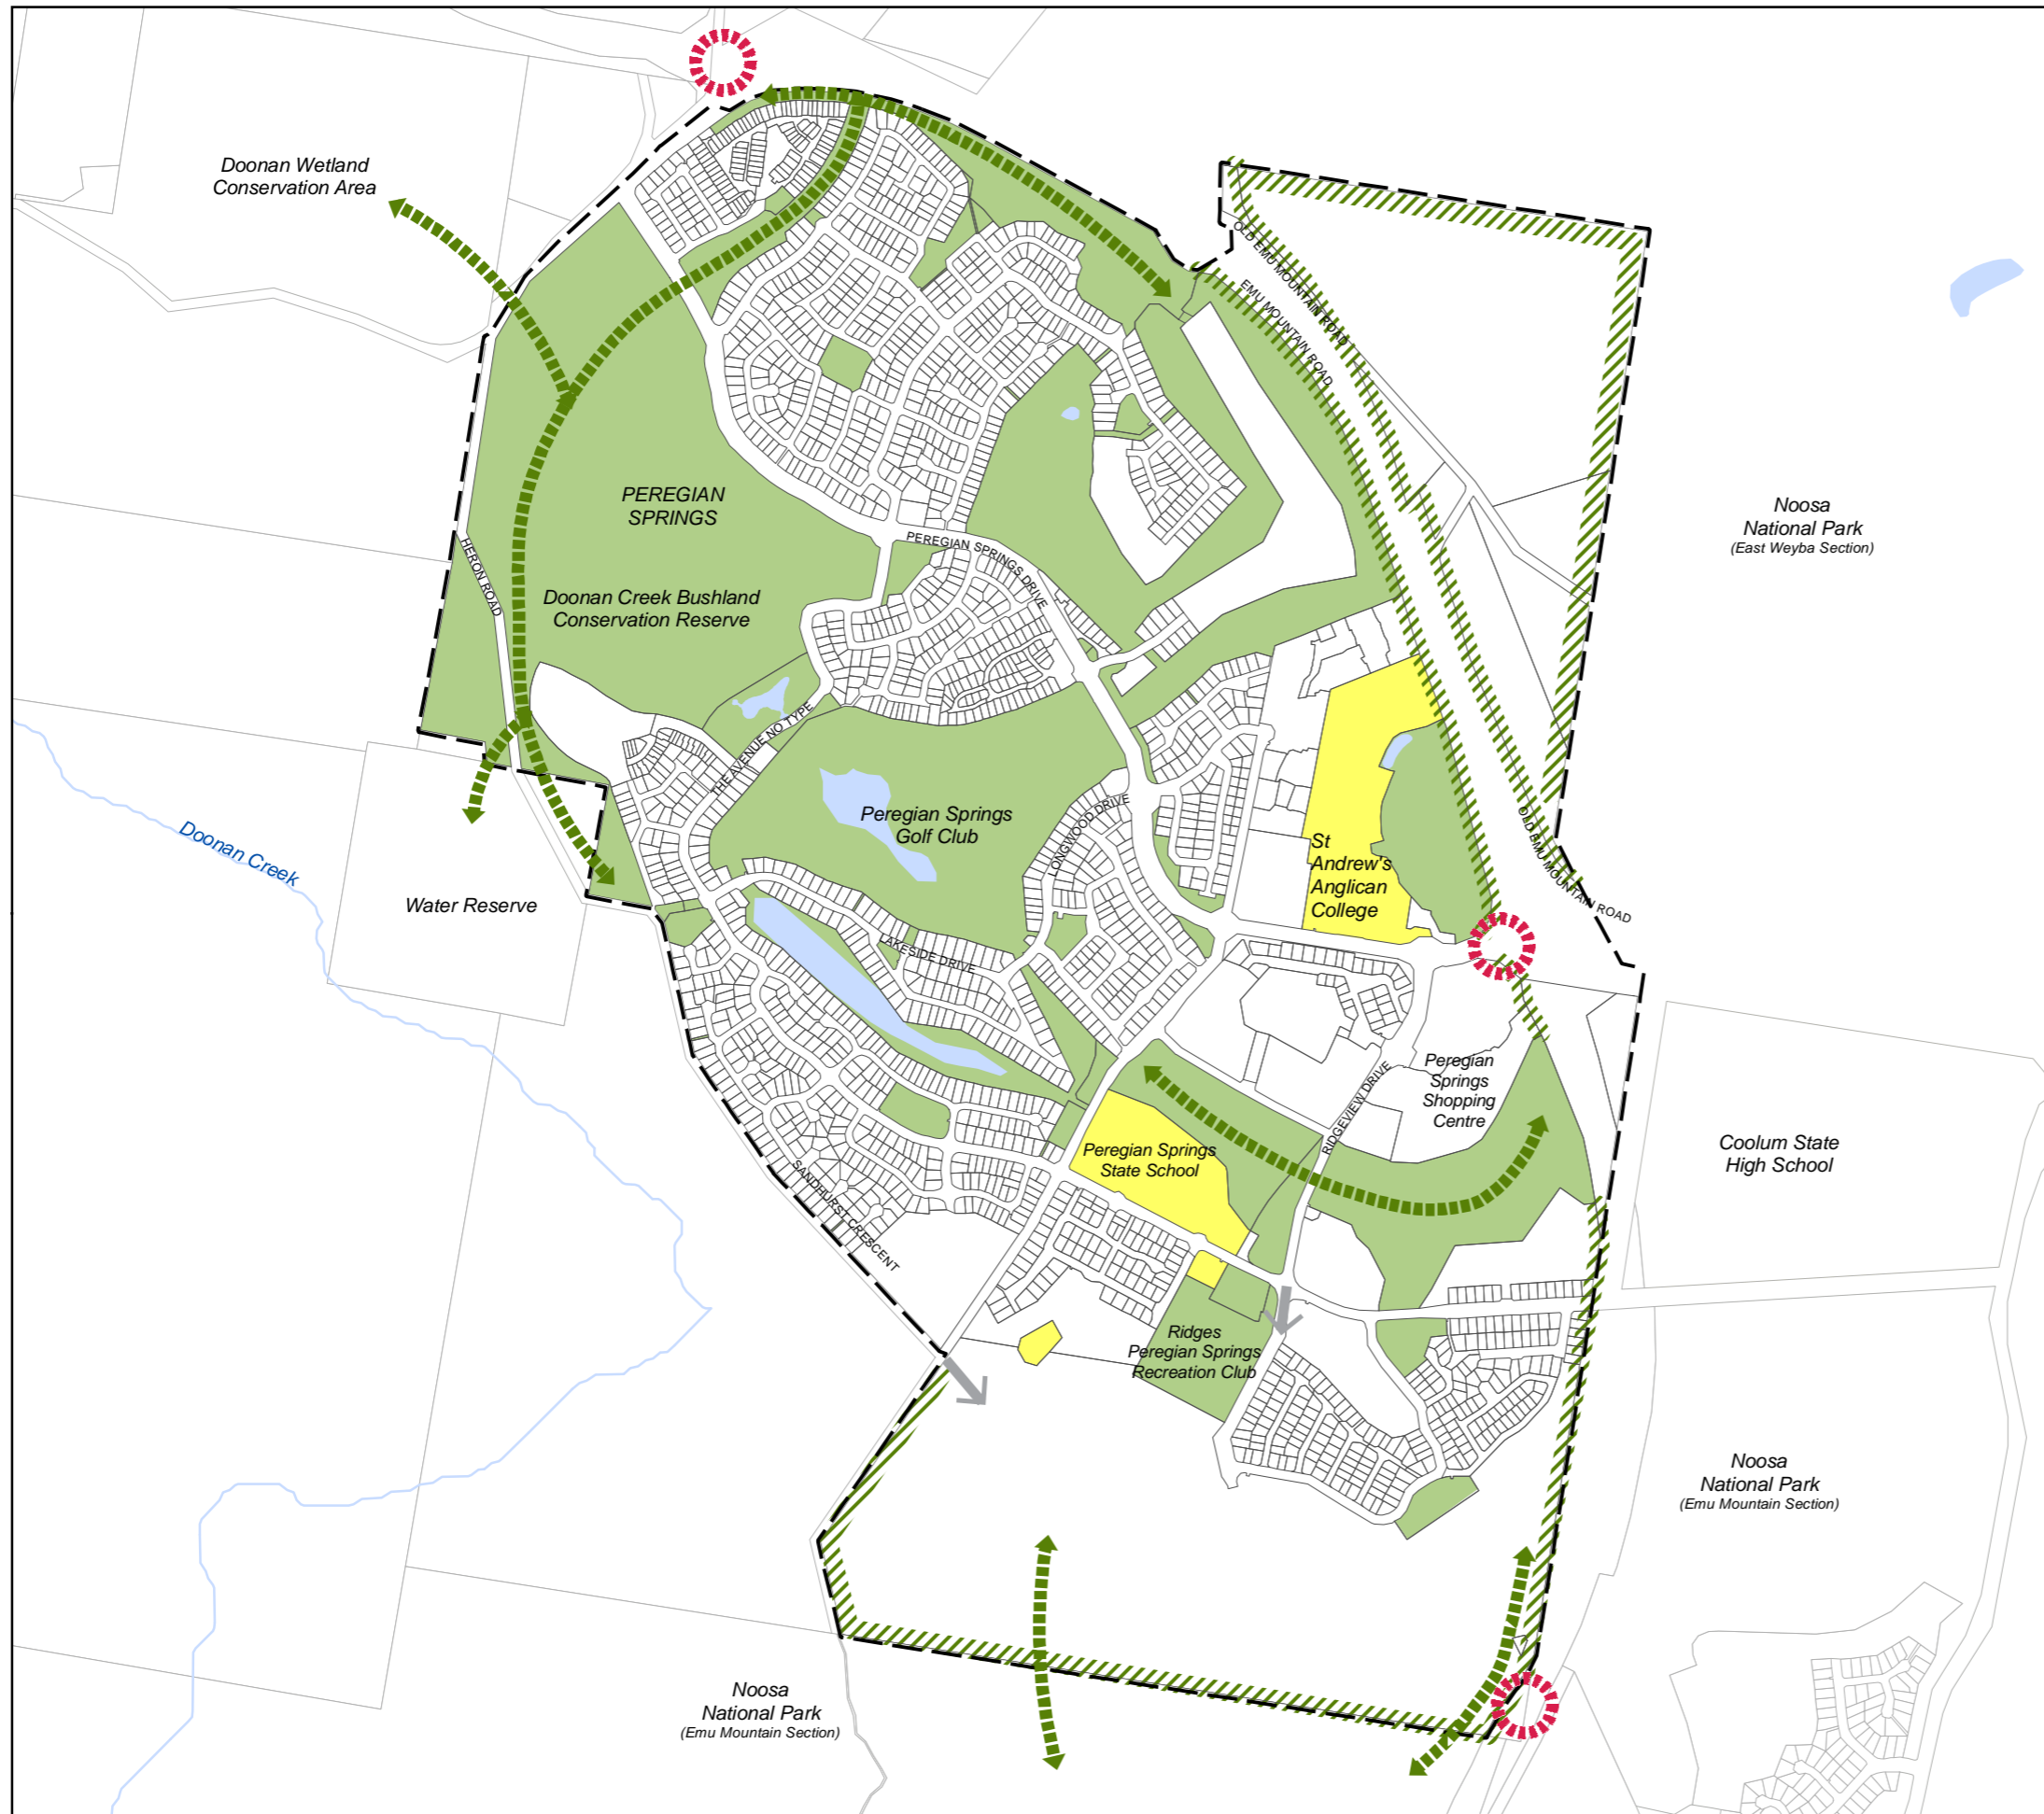 Doonan Wetland
Conservation Area
OLD EMU MOUNTAIN ROAD
EMU MOUNTAIN ROAD
PEREGIAN
SPRINGS
Noosa
National Park
(East Weyba Section)
PEREGIAN SPRINGS DRIVE
HERON ROAD
Doonan Creek Bushland
Conservation Reserve
THE AVENUE NO TYPE
Peregian Springs
Golf Club
LONGWOOD DRIVE
St
Andrew's
Anglican
College
OLD EMU MOUNTAIN ROAD
Doonan Creek
Water Reserve
LAKESIDE DRIVE
Peregian
Springs
Shopping
Centre
RIDGEVIEW DRIVE
Peregian Springs
State School
Coolum State
High School
SANDHURST CRESCENT
Ridges
Peregian Springs
Recreation Club
Noosa
National Park
(Emu Mountain Section)
Noosa
National Park
(Emu Mountain Section)